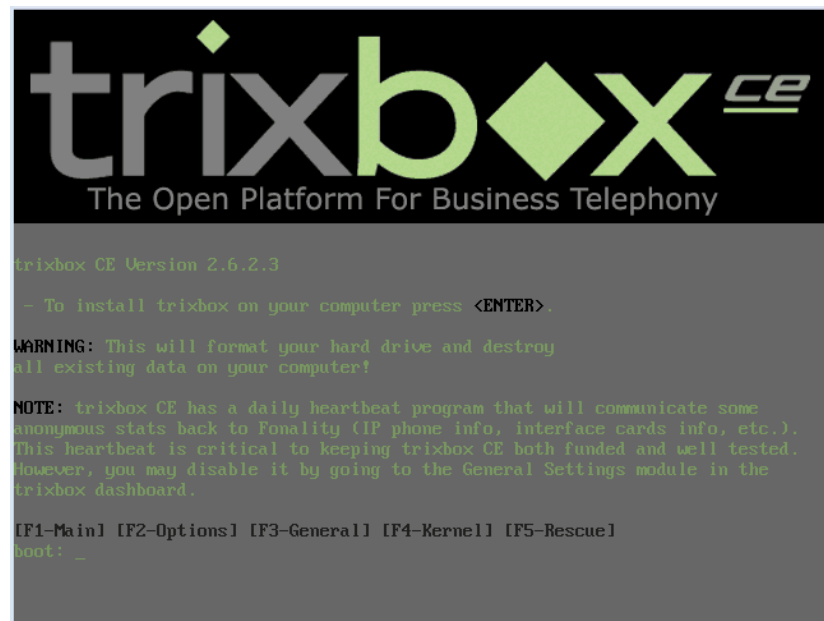 trixbox ce
The Open Platform For Business Telephony
trixbox CE Version 2.6.2.3
- To install trixbox on your computer press <ENTER>.
WARNING: This will format your hard drive and destroy
all existing data on your computer!
NOTE: trixbox CE has a daily heartbeat program that will communicate some
anonymous stats back to Fonality (IP phone info, interface cards info, etc.).
This heartbeat is critical to keeping trixbox CE both funded and well tested.
However, you may disable it by going to the General Settings module in the
trixbox dashboard.
[F1-Main] [F2-Options] [F3-General] [F4-Kernel] [F5-Rescue]
boot: _